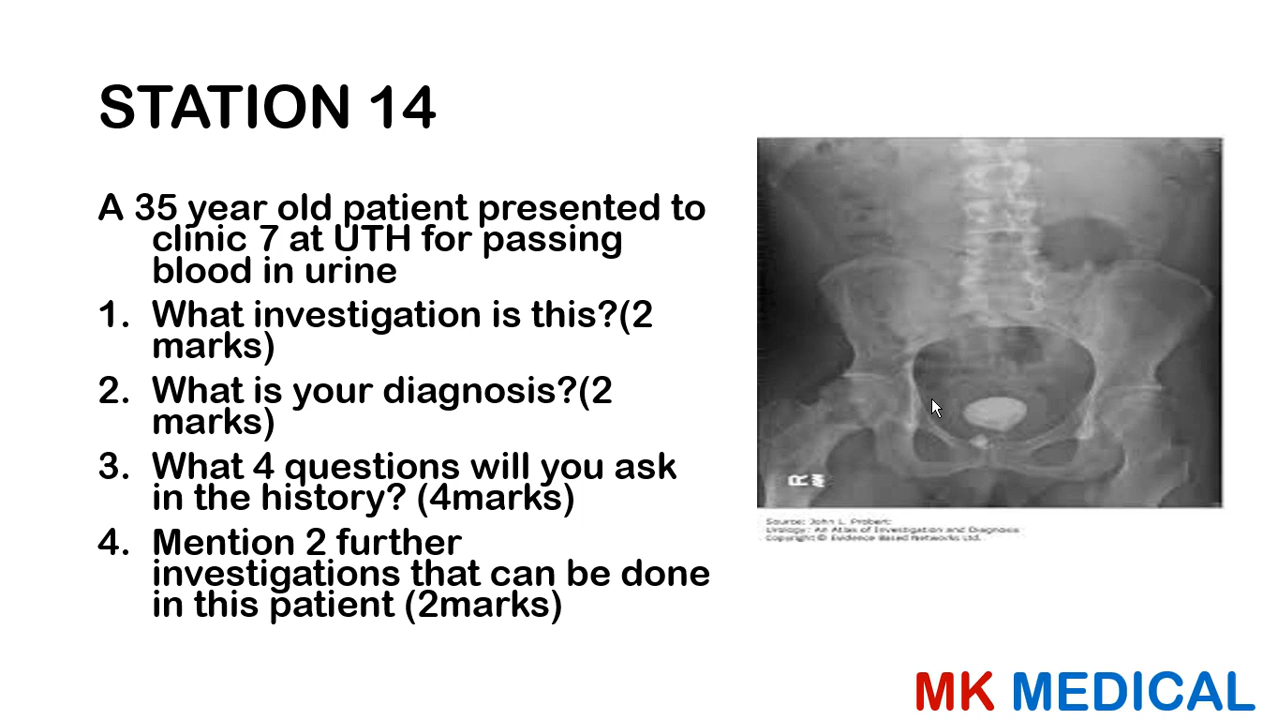 STATION 14
A 35 year old patient presented to
clinic 7 at UTH for passing
blood in urine
1. What investigation is this?(2
marks)
2. What is your diagnosis?(2
marks)
3. What 4 questions will you ask
in the history? (4marks)
4. Mention 2 further
investigations that can be done
in this patient (2marks)
R
Source: John L. Probert
Urology: An Atlas of Investigation and Diagnosis
Copyright © Evidence Based Networks Ltd.
MK MEDICAL